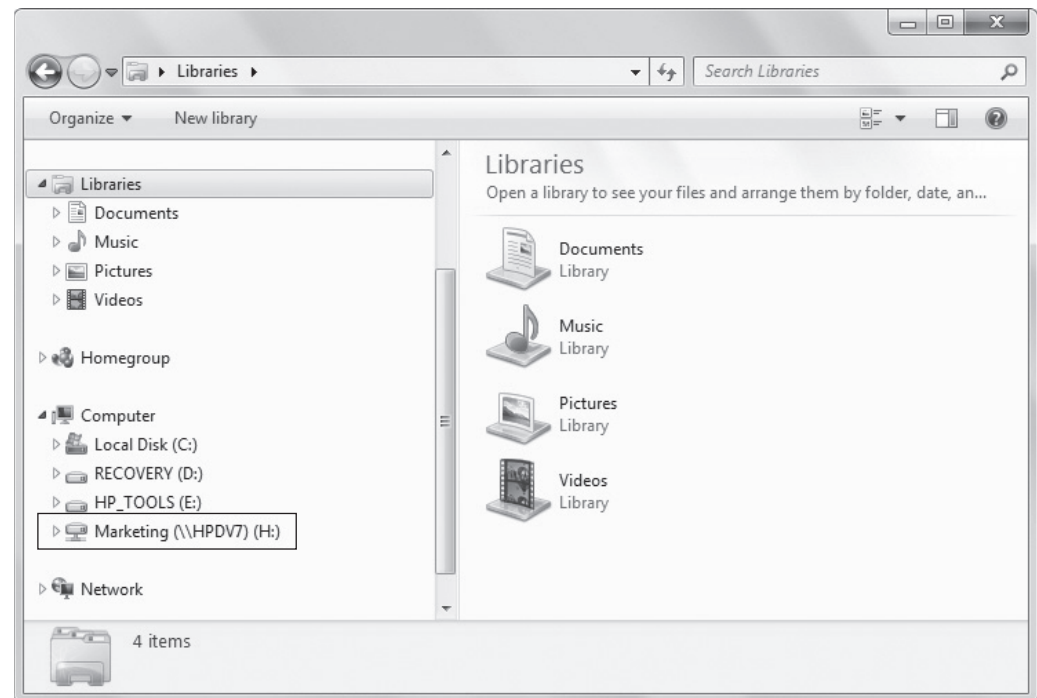 Libraries
Search Libraries
Organize
New library
Libraries
Documents
Music
Pictures
Videos
Homegroup
Computer
Local Disk (C:)
RECOVERY (D:)
HP_TOOLS (E:)
Marketing (\\HPDV7) (H:)
Network
Libraries
Open a library to see your files and arrange them by folder, date, an...
Documents
Library
Music
Library
Pictures
Library
Videos
Library
4 items